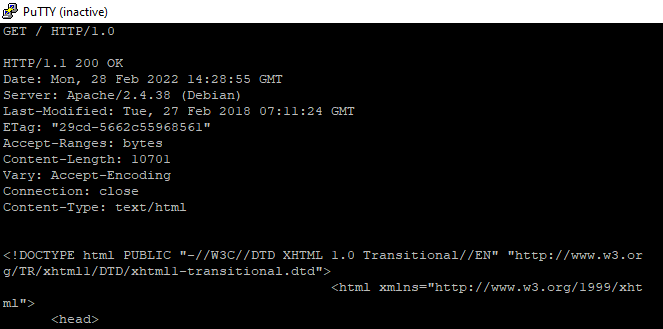 PuTTY (inactive)
GET / HTTP/1.0
HTTP/1.1 200 OK
Date: Mon, 28 Feb 2022 14:28:55 GMT
Server: Apache/2.4.38 (Debian)
Last-Modified: Tue, 27 Feb 2018 07:11:24 GMT
ETag: "29cd-5662c55968561"
Accept-Ranges: bytes
Content-Length: 10701
Vary: Accept-Encoding
Connection: close
Content-Type: text/html
<!DOCTYPE html PUBLIC "-//W3C//DTD XHTML 1.0 Transitional//EN" "http://www.w3.or
g/TR/xhtml1/DTD/xhtml1-transitional.dtd">
<html xmlns="http://www.w3.org/1999/xht
ml">
<head>